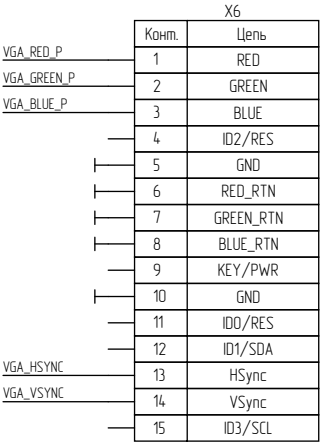 X6
Конт. Цепь
VGA_RED_P 1 RED
VGA_GREEN_P 2 GREEN
VGA_BLUE_P 3 BLUE
4 ID2/RES
5 GND
6 RED_RTN
7 GREEN_RTN
8 BLUE_RTN
9 KEY/PWR
10 GND
11 ID0/RES
12 ID1/SDA
VGA_HSYNC 13 HSync
VGA_VSYNC 14 VSync
15 ID3/SCL